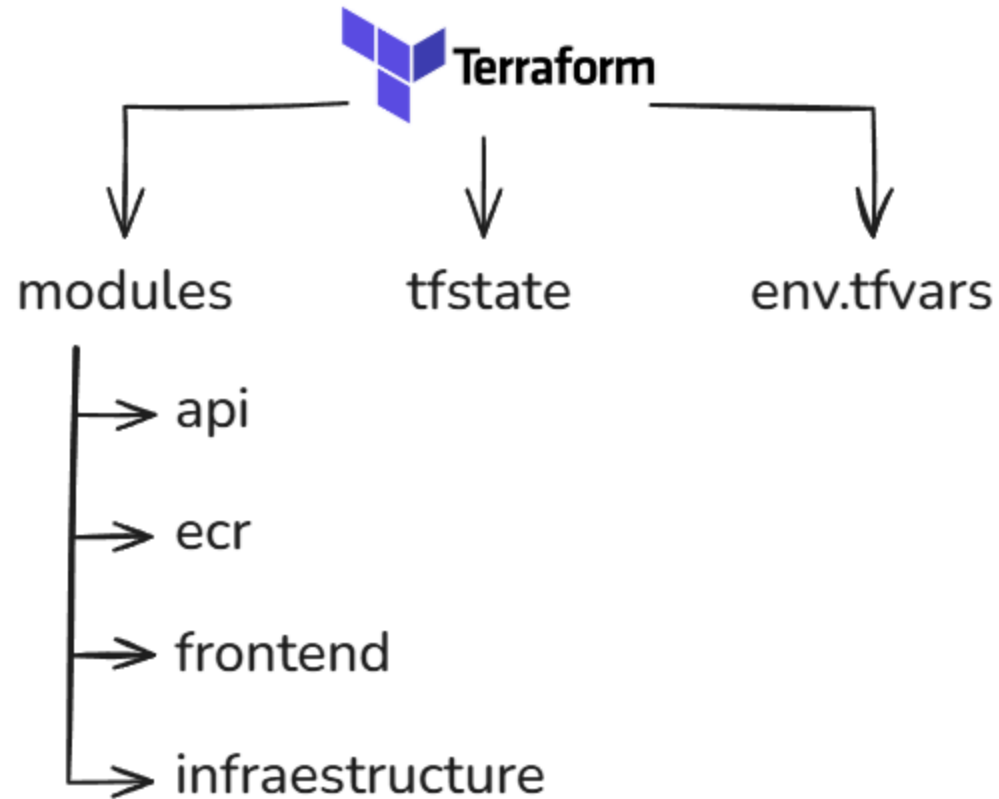 Terraform
modules
tfstate
env.tfvars
api
ecr
frontend
infraestructure